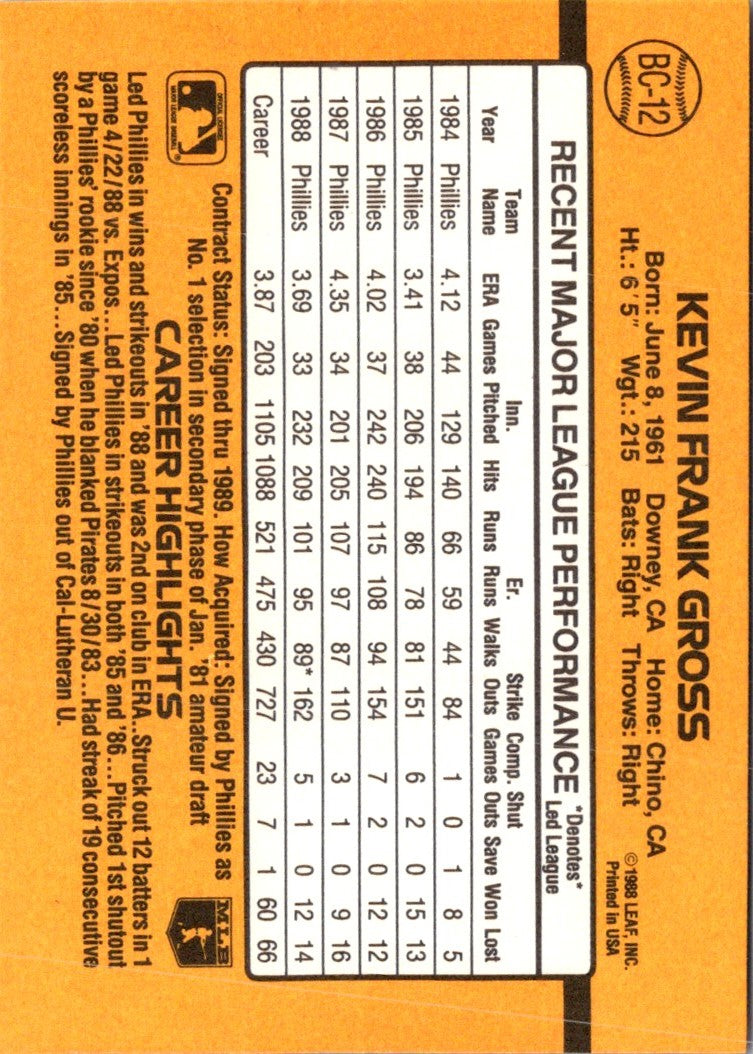 BC-12
KEVIN FRANK GROSS
Born: June 8, 1961 Downey, CA Home: Chino, CA
Ht.: 6'5" Wgt.: 215 Bats: Right Throws: Right
©1988 LEAF, INC.
Printed in USA
RECENT MAJOR LEAGUE PERFORMANCE *Denotes*
Led League
Team Inn. Er. Strike Comp. Shut
Year Name ERA Games Pitched Hits Runs Runs Walks Outs Games Outs Save Won Lost
1984 Phillies 4.12 44 129 140 66 59 44 84 1 0 1 8 5
1985 Phillies 3.41 38 206 194 86 78 81 151 6 2 0 15 13
1986 Phillies 4.02 37 242 240 115 108 94 154 7 2 0 12 12
1987 Phillies 4.35 34 201 205 107 97 87 110 3 1 0 9 16
1988 Phillies 3.69 33 232 209 101 95 89* 162 5 1 0 12 14
Career 3.87 203 1105 1088 521 475 430 727 23 7 1 60 66
OFFICIAL LICENSEE
MAJOR LEAGUE BASEBALL
®
Contract Status: Signed thru 1989. How Acquired: Signed by Phillies as
No. 1 selection in secondary phase of Jan. '81 amateur draft
MLB
CAREER HIGHLIGHTS
Led Phillies in wins and strikeouts in '88 and was 2nd on club in ERA..Struck out 12 batters in 1
game 4/22/88 vs. Expos...Led Phillies in strikeouts in both '85 and '86...Pitched 1st shutout
by a Phillies' rookie since '80 when he blanked Pirates 8/30/83...Had streak of 19 consecutive
scoreless innings in '85...Signed by Phillies out of Cal-Lutheran U.